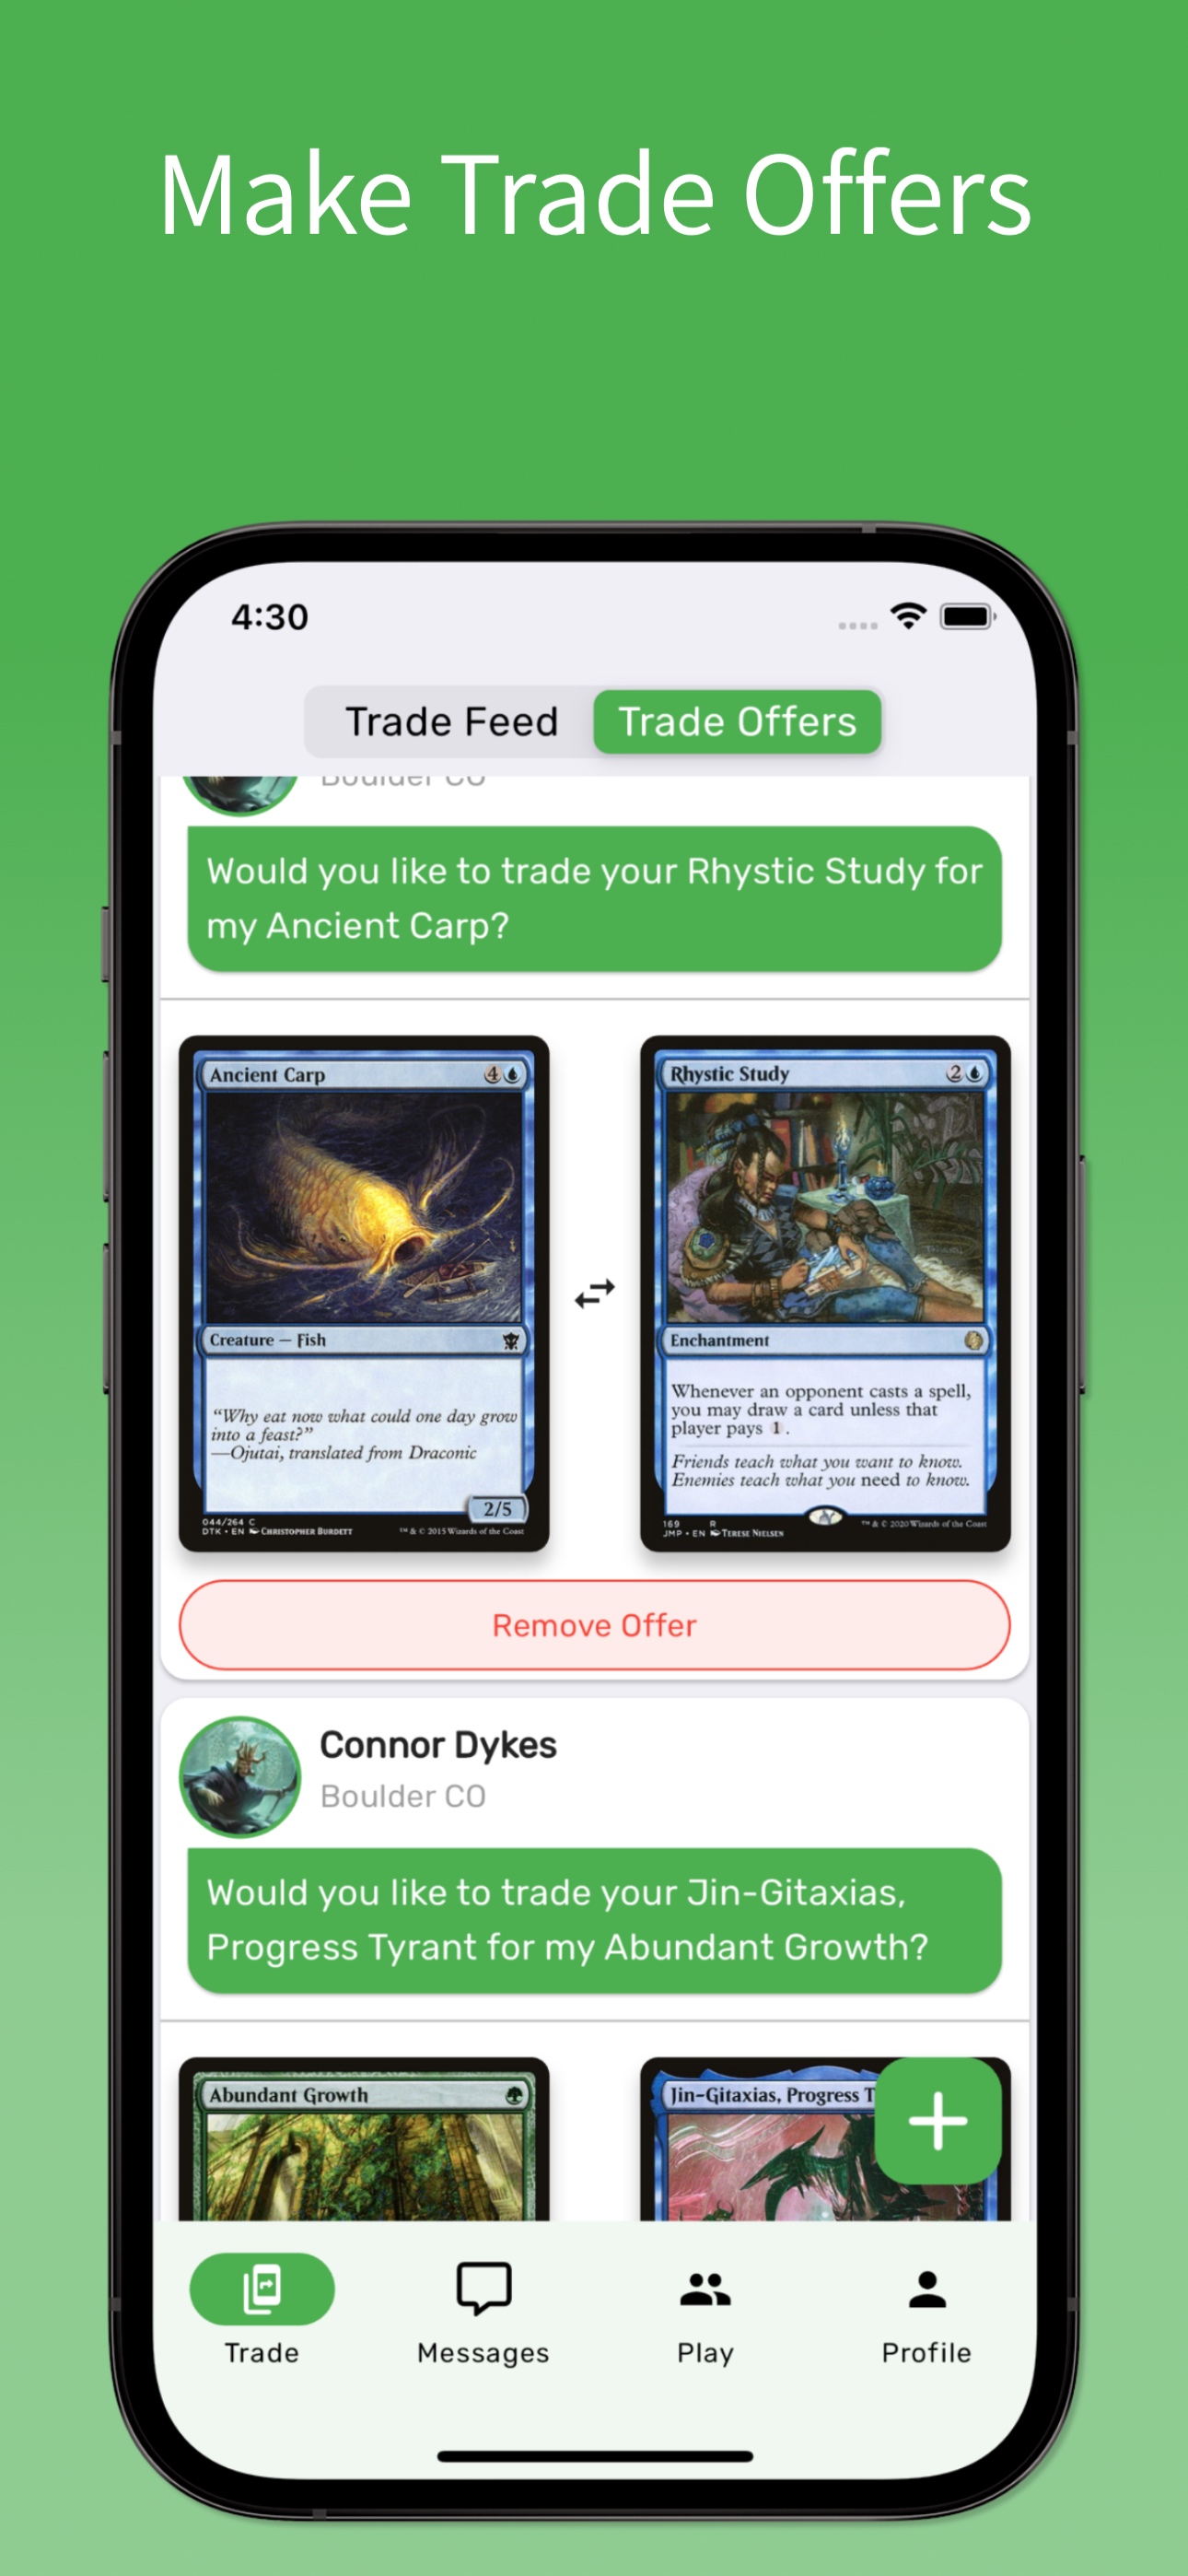 Make Trade Offers
4:30
Trade Feed
Trade Offers
Boulder CO
Would you like to trade your Rhystic Study for
my Ancient Carp?
Ancient Carp
4
Creature — Fish
“Why eat now what could one day grow
into a feast?”
—Ojutai, translated from Draconic
2/5
044/264 C
DTK • EN CHRISTOPHER BURDETT
™ & © 2015 Wizards of the Coast
Rhystic Study
2
Enchantment
Whenever an opponent casts a spell,
you may draw a card unless that
player pays 1.
Friends teach what you want to know.
Enemies teach what you need to know.
169 R
JMP • EN TERESE NIELSEN
™ & © 2020 Wizards of the Coast
Remove Offer
Connor Dykes
Boulder CO
Would you like to trade your Jin-Gitaxias,
Progress Tyrant for my Abundant Growth?
Abundant Growth
Jin-Gitaxias, Progress T
Trade
Messages
Play
Profile